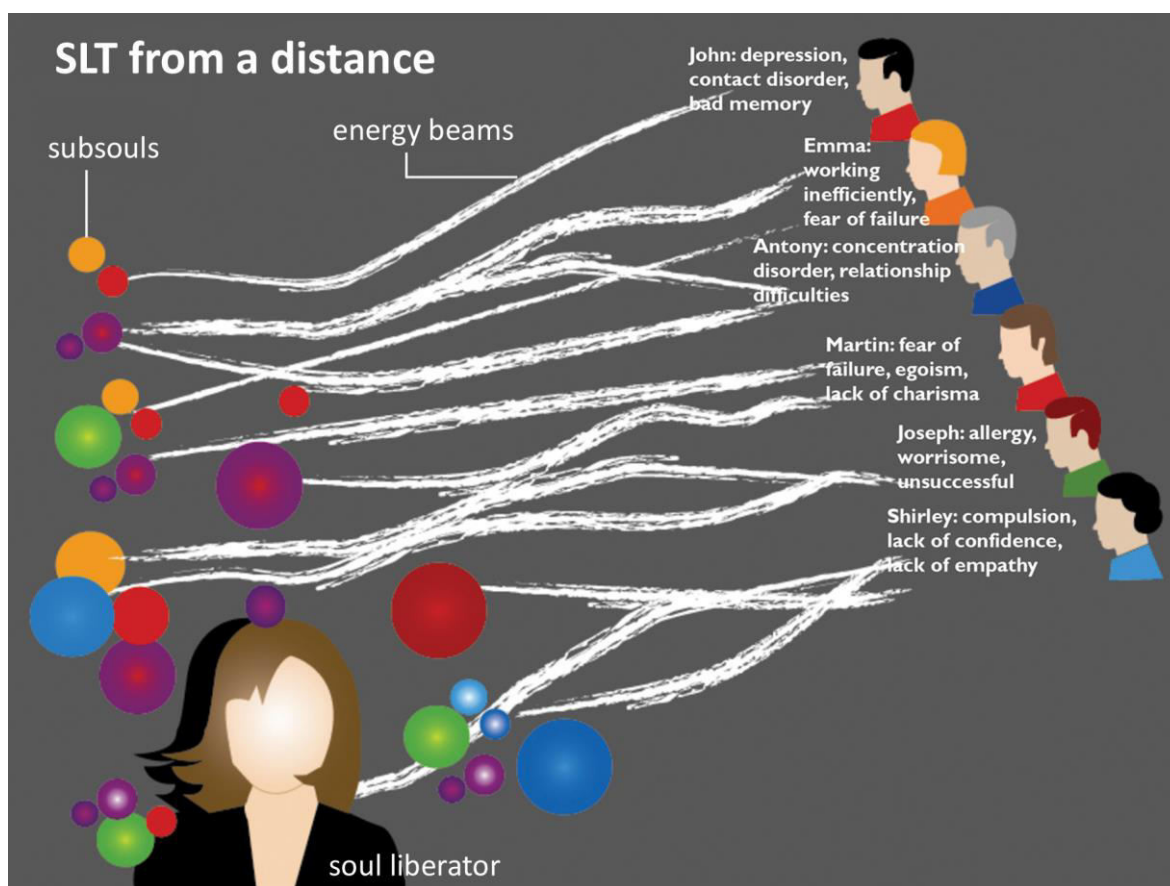 SLT from a distance
subsouls
energy beams
John: depression,
contact disorder,
bad memory
Emma:
working
inefficiently,
fear of failure
Antony: concentration
disorder, relationship
difficulties
Martin: fear of
failure, egoism,
lack of charisma
Joseph: allergy,
worrisome,
unsuccessful
Shirley: compulsion,
lack of confidence,
lack of empathy
soul liberator